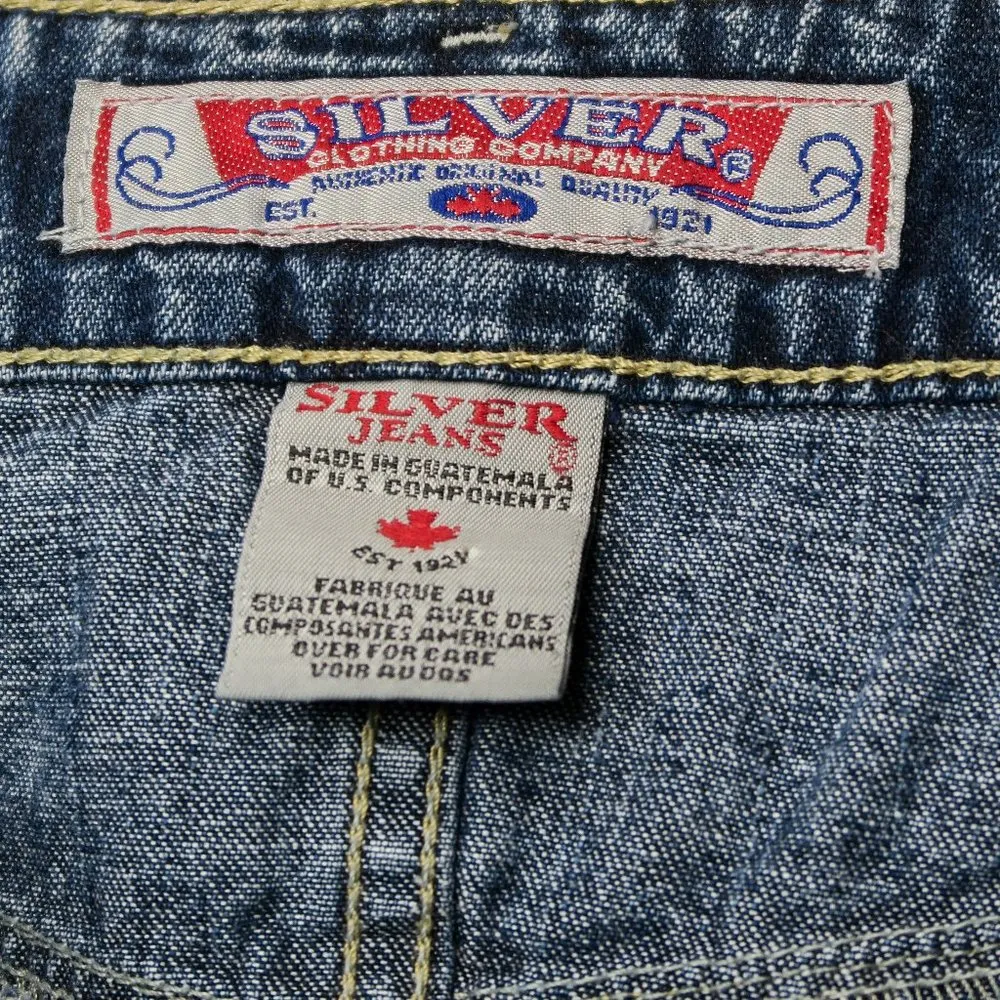 SILVER®
CLOTHING COMPANY
AUTHENTIC ORIGINAL QUALITY
EST. 1921
SILVER
JEANS®
MADE IN GUATEMALA
OF U.S. COMPONENTS
EST 1921
FABRIQUE AU
GUATEMALA AVEC DES
COMPOSANTES AMERICANS
OVER FOR CARE
VOIR AU DOS